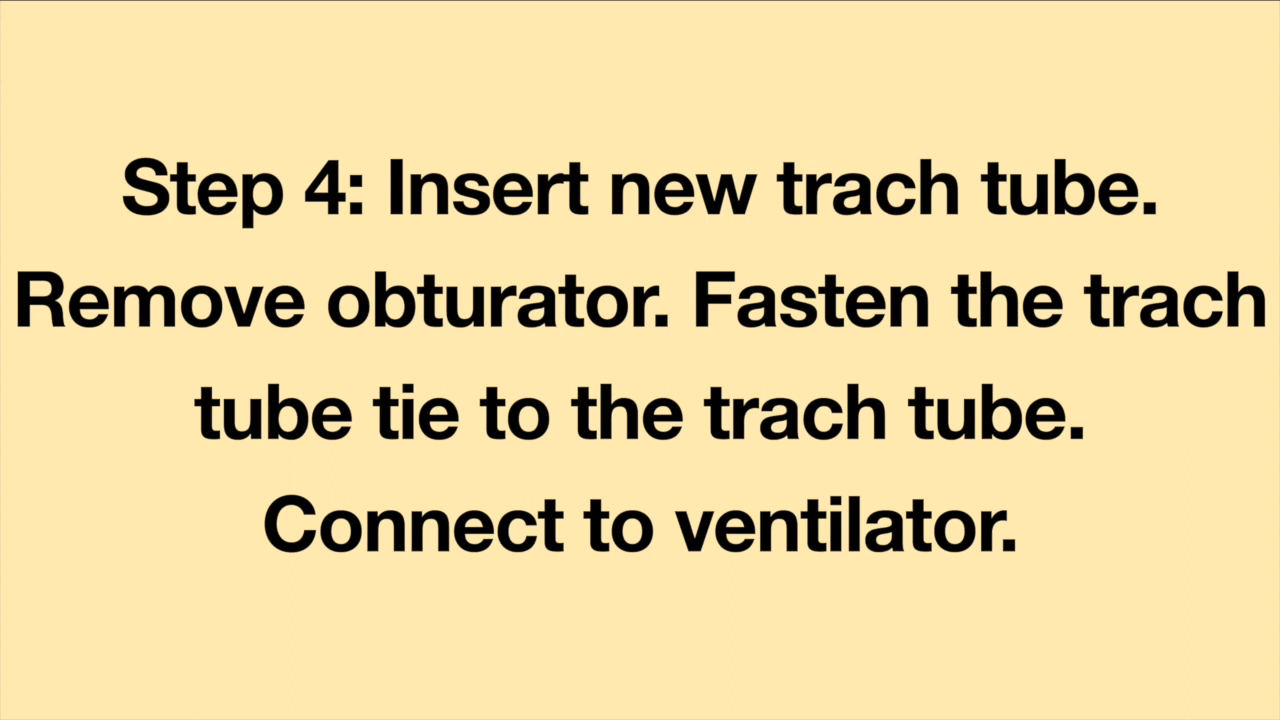 Step 4: Insert new trach tube.
Remove obturator. Fasten the trach
tube tie to the trach tube.
Connect to ventilator.